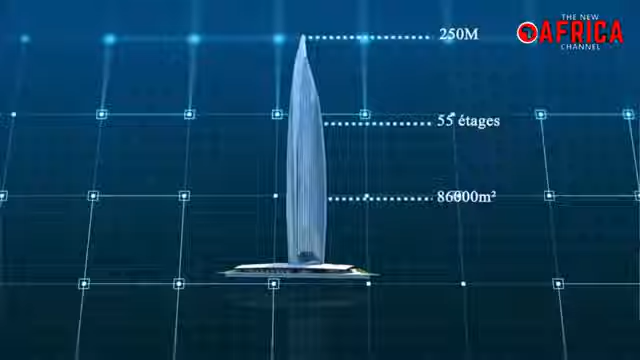 THE NEW
AFRICA
CHANNEL
250M
55 étages
86000m²